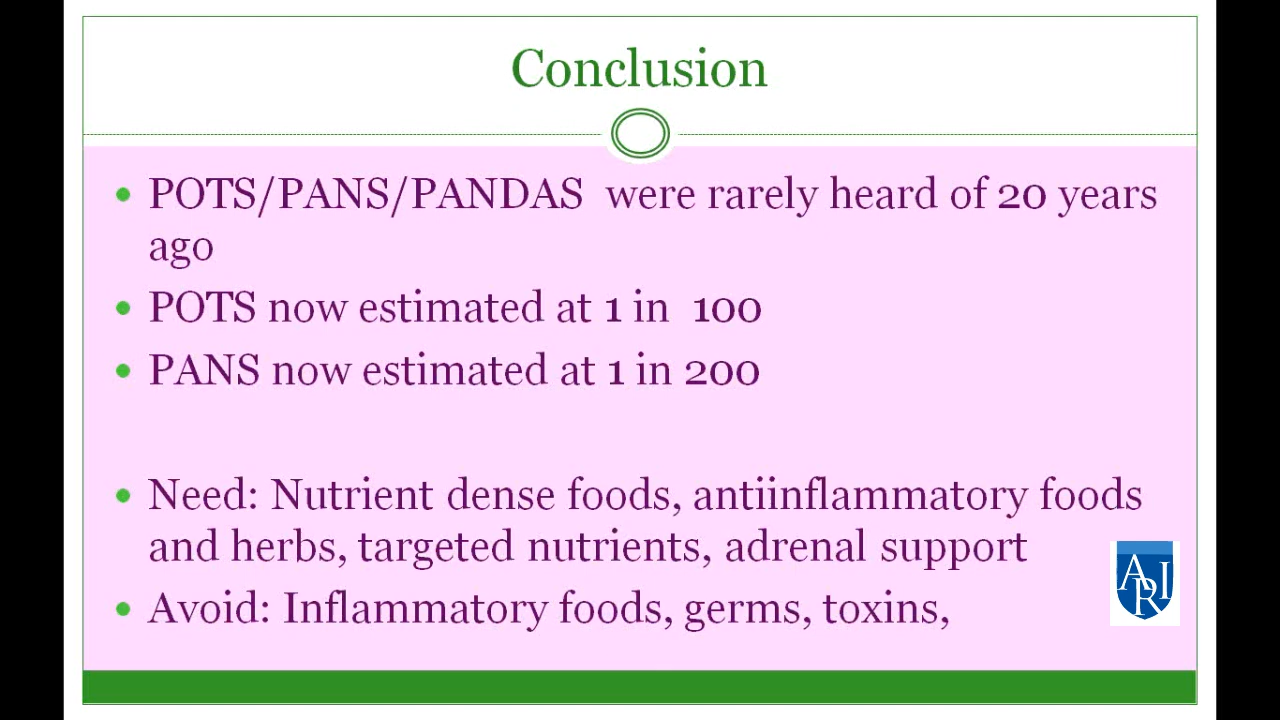 Conclusion
POTS/PANS/PANDAS were rarely heard of 20 years
ago
POTS now estimated at 1 in 100
PANS now estimated at 1 in 200
Need: Nutrient dense foods, antiinflammatory foods
and herbs, targeted nutrients, adrenal support
ARI
Avoid: Inflammatory foods, germs, toxins,